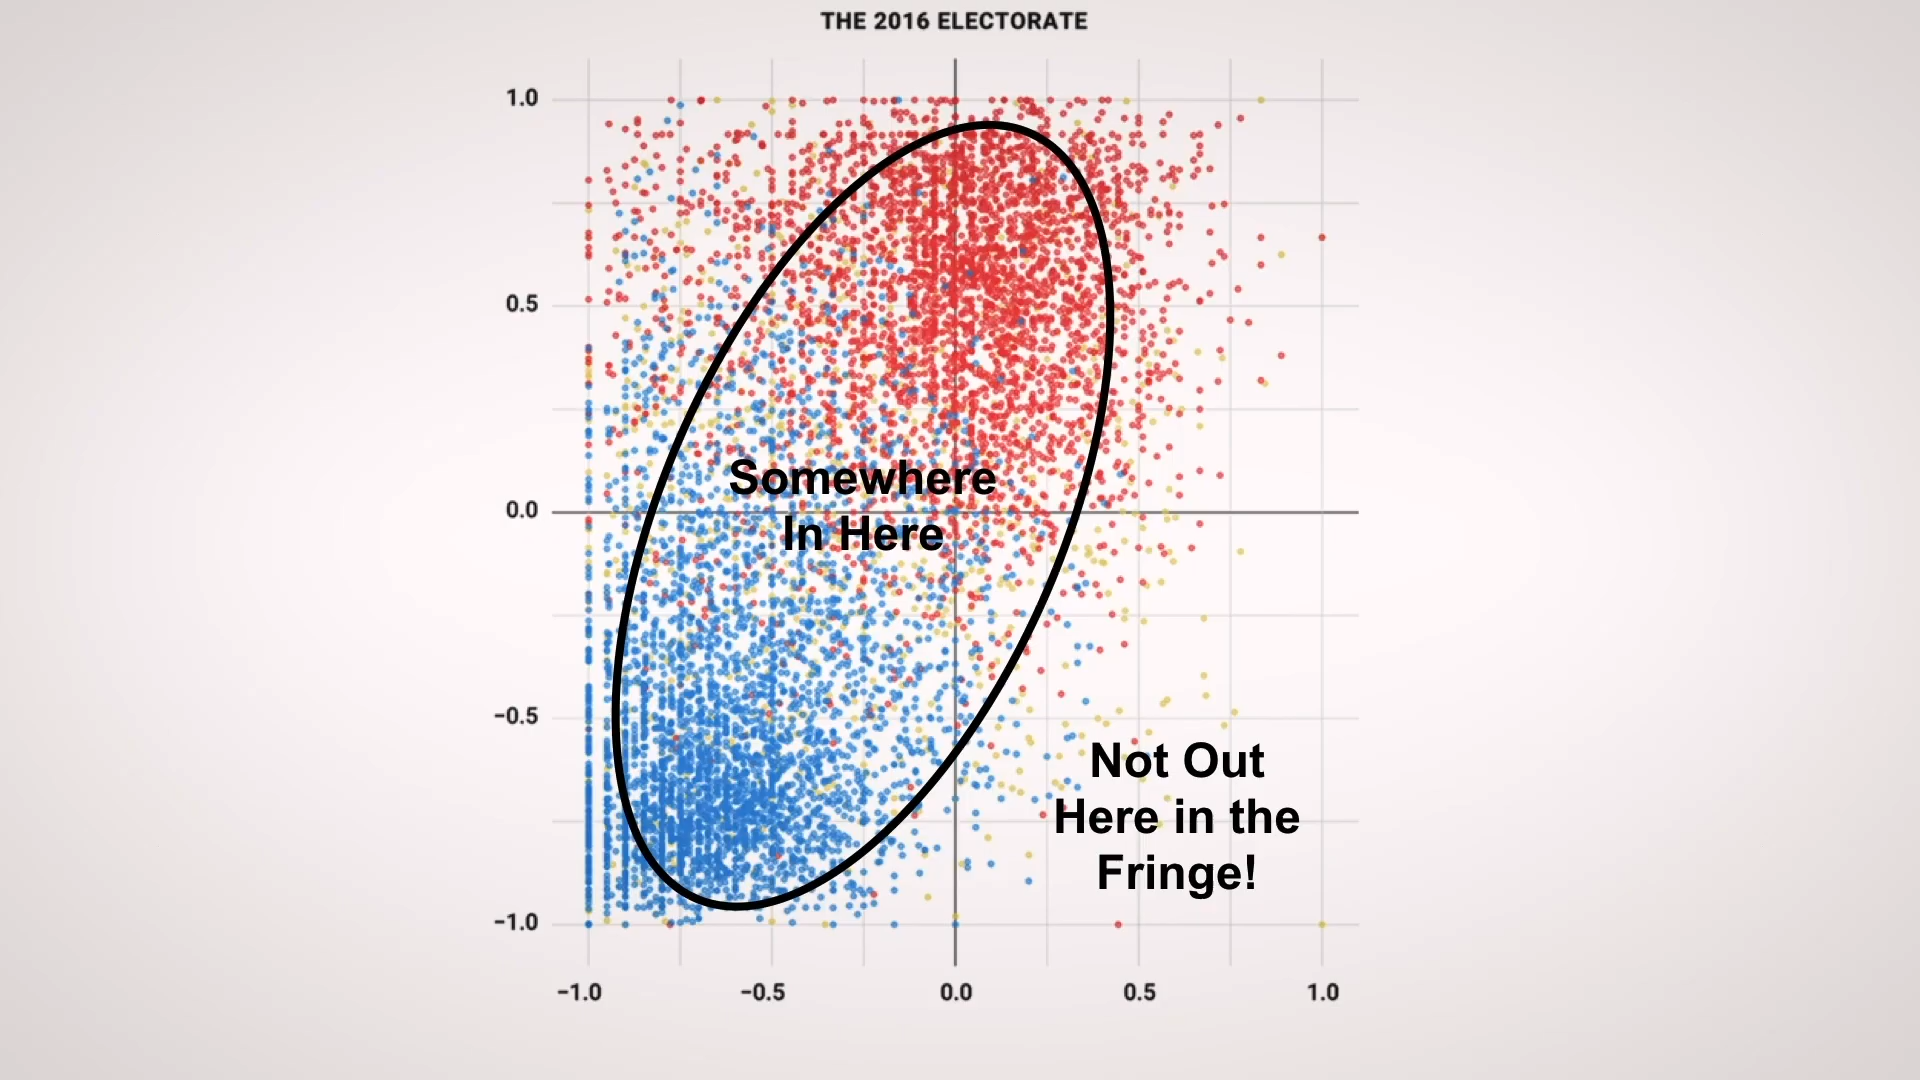 THE 2016 ELECTORATE
1.0
0.5
Somewhere
In Here
0.0
−0.5
Not Out
Here in the
Fringe!
−1.0
−1.0 −0.5 0.0 0.5 1.0